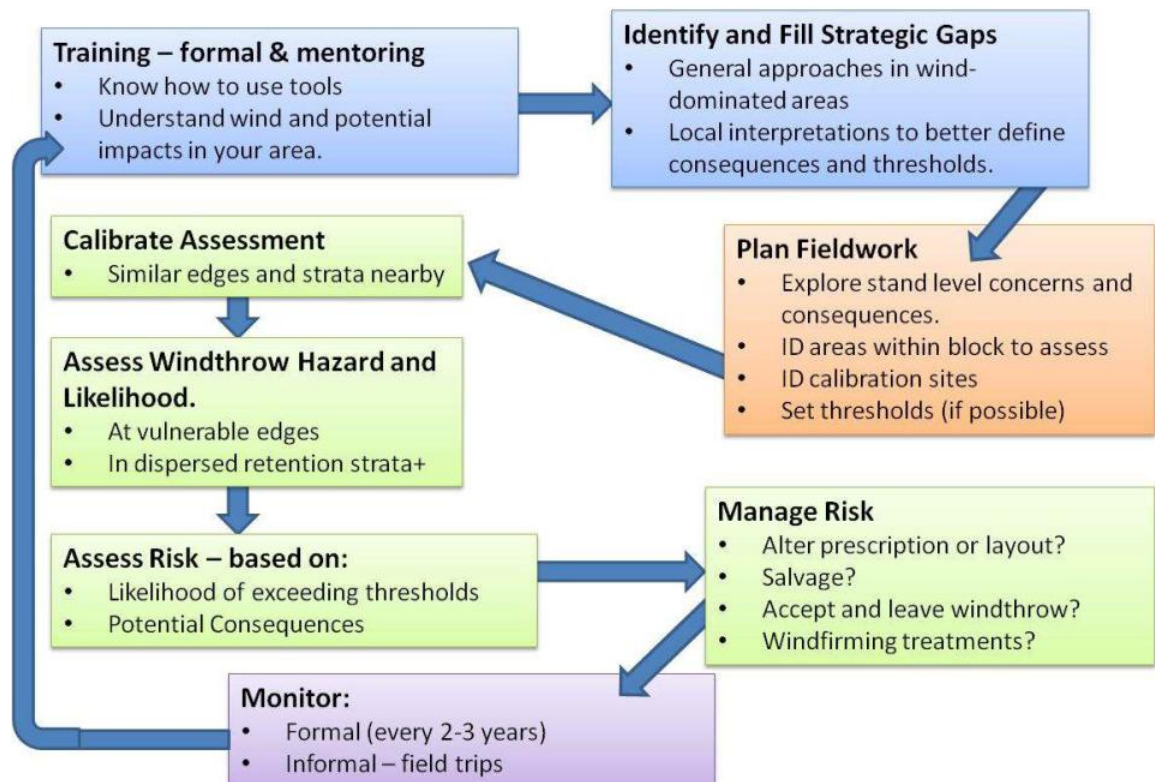 Training – formal & mentoring
• Know how to use tools
• Understand wind and potential
impacts in your area.
Identify and Fill Strategic Gaps
• General approaches in wind-
dominated areas
• Local interpretations to better define
consequences and thresholds.
Plan Fieldwork
• Explore stand level concerns and
consequences.
• ID areas within block to assess
• ID calibration sites
• Set thresholds (if possible)
Calibrate Assessment
• Similar edges and strata nearby
Assess Windthrow Hazard and
Likelihood.
• At vulnerable edges
• In dispersed retention strata+
Assess Risk – based on:
• Likelihood of exceeding thresholds
• Potential Consequences
Manage Risk
• Alter prescription or layout?
• Salvage?
• Accept and leave windthrow?
• Windfirming treatments?
Monitor:
• Formal (every 2-3 years)
• Informal – field trips